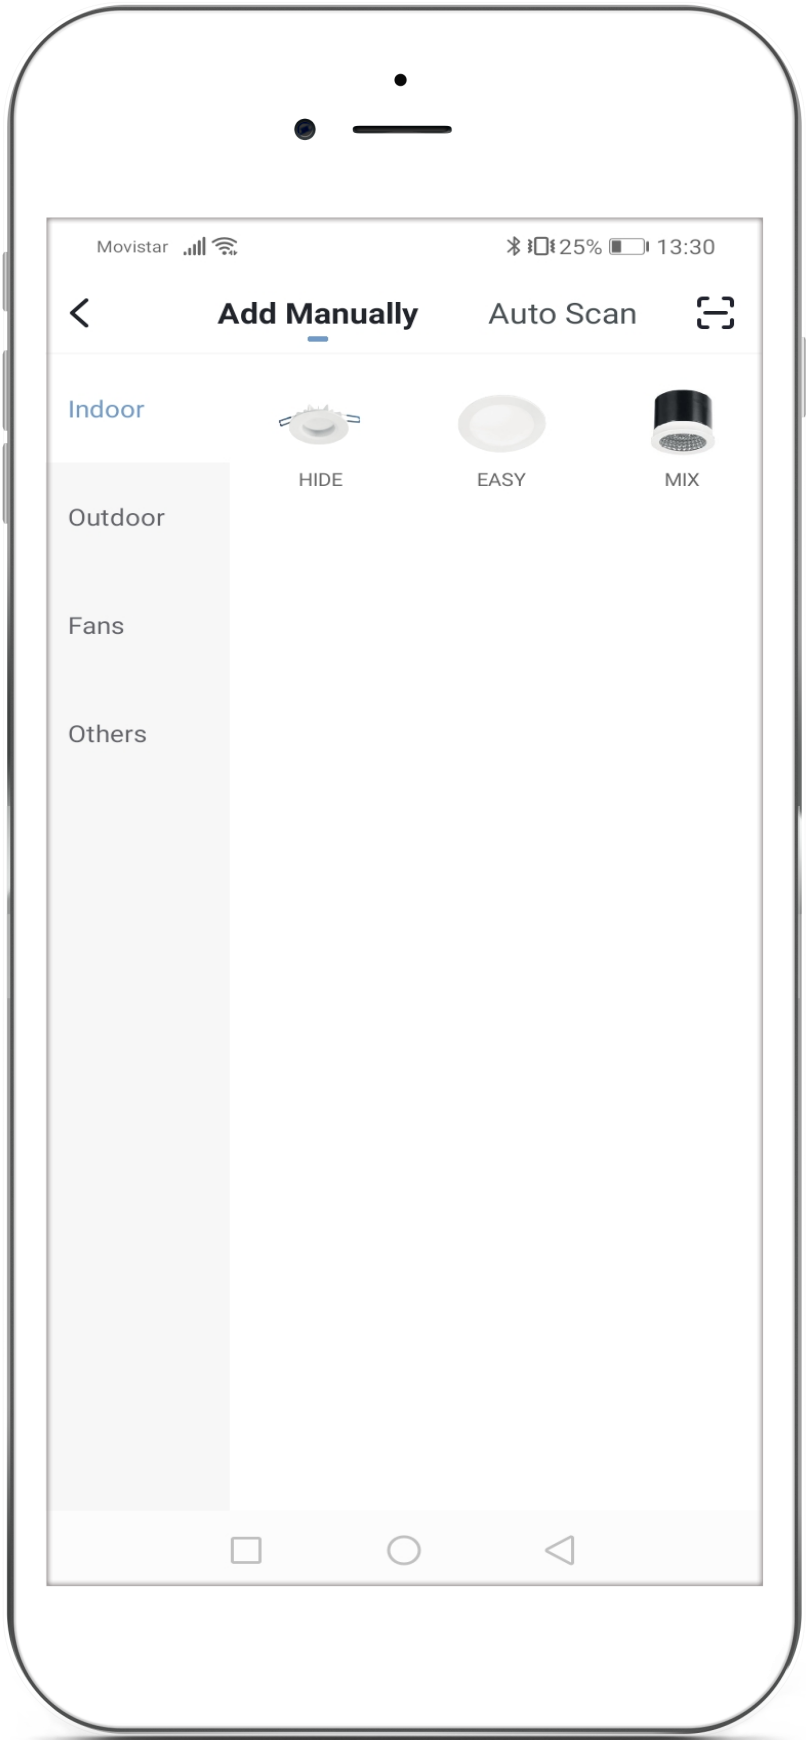 Movistar 25% 13:30
Add Manually Auto Scan
Indoor
HIDE EASY MIX
Outdoor
Fans
Others